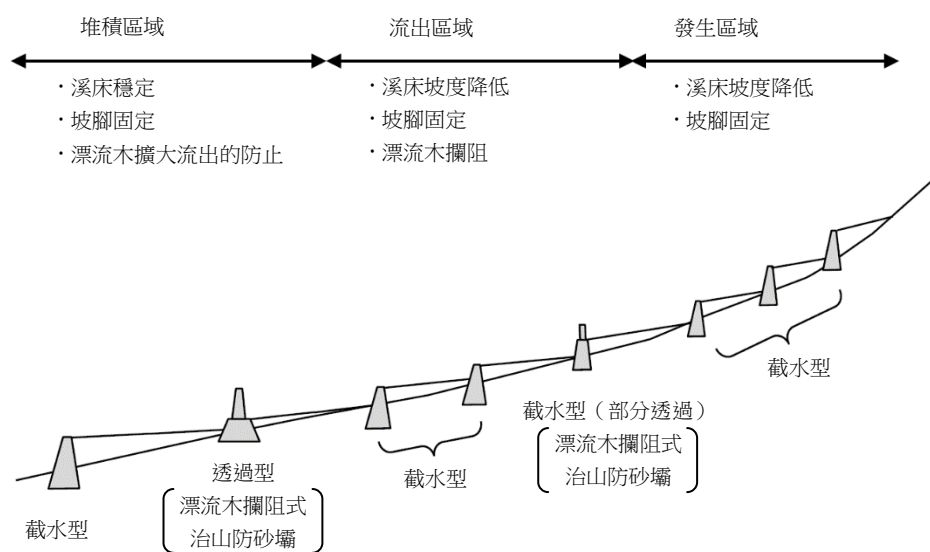 堆積區域
流出區域
發生區域
・溪床穩定
・坡腳固定
・漂流木擴大流出的防止
・溪床坡度降低
・坡腳固定
・漂流木攔阻
・溪床坡度降低
・坡腳固定
截水型
截水型（部分透過）
漂流木攔阻式
治山防砂壩
截水型
透過型
漂流木攔阻式
治山防砂壩
截水型